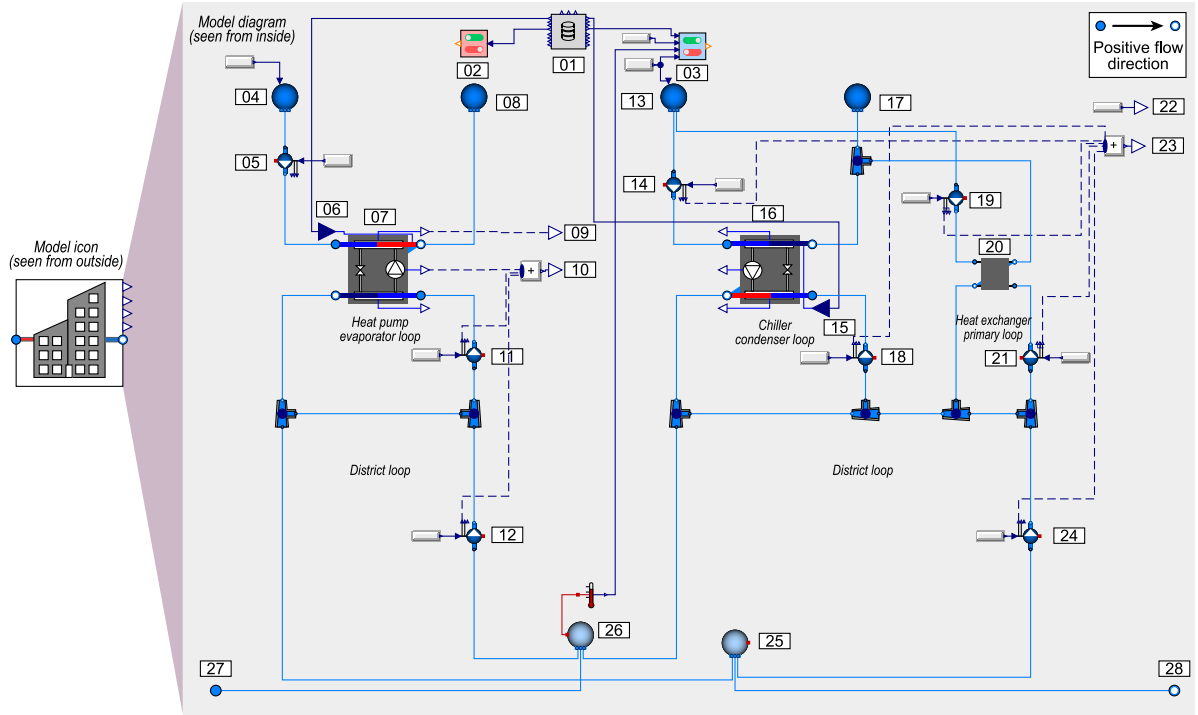 Model diagram
(seen from inside)
Positive flow
direction
01
02
03
04
08
13
17
22
05
23
14
19
06
07
16
09
20
10
15
Heat pump
evaporator loop
Chiller
condenser loop
Heat exchanger
primary loop
11
18
21
Model icon
(seen from outside)
District loop
District loop
12
24
26
25
27
28
+
+